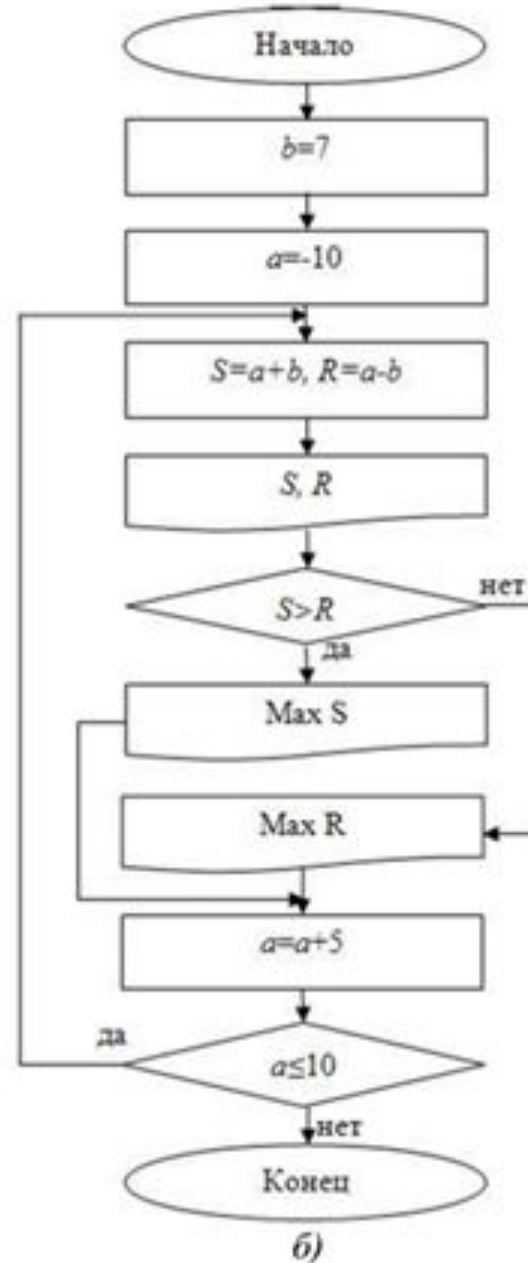 Начало
b=7
a=-10
S=a+b, R=a-b
S, R
S>R
нет
да
Max S
Max R
a=a+5
да
a≤10
нет
Конец
б)